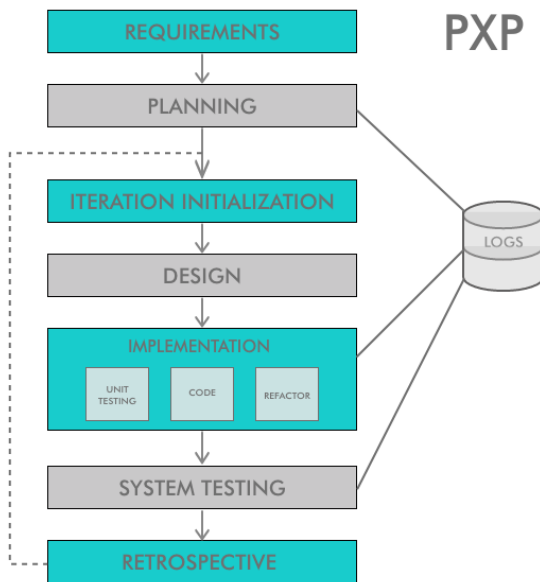 REQUIREMENTS
PXP
PLANNING
ITERATION INITIALIZATION
LOGS
DESIGN
IMPLEMENTATION
UNIT
TESTING
CODE
REFACTOR
SYSTEM TESTING
RETROSPECTIVE